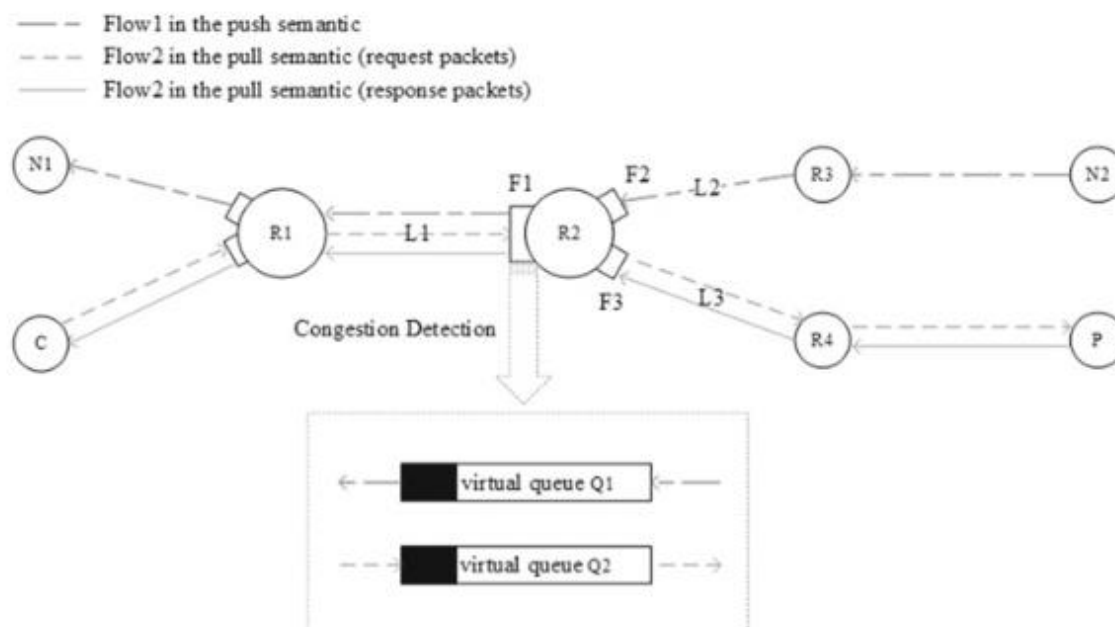 Flow1 in the push semantic
Flow2 in the pull semantic (request packets)
Flow2 in the pull semantic (response packets)
N1
F1
F2
L2
R3
N2
R1
L1
R2
F3
L3
Congestion Detection
C
R4
P
virtual queue Q1
virtual queue Q2